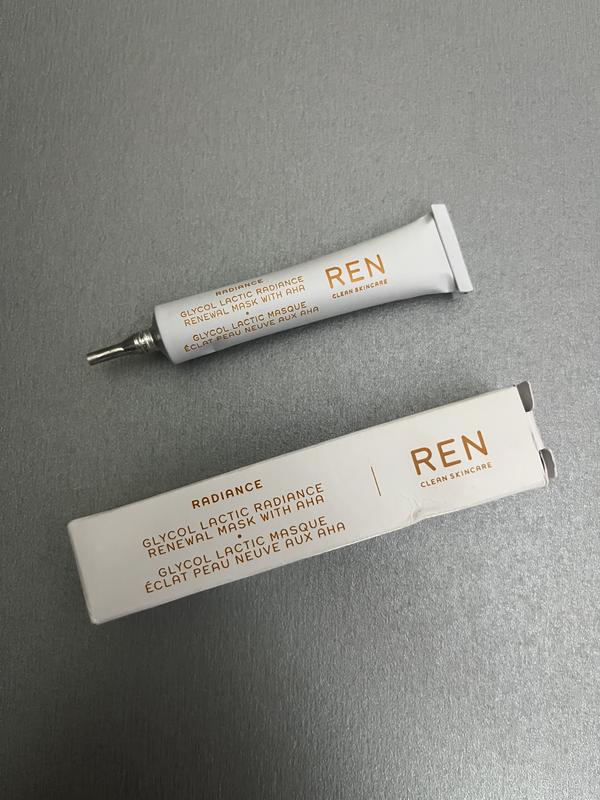 RADIANCE
GLYCOL LACTIC RADIANCE
RENEWAL MASK WITH AHA
GLYCOL LACTIC MASQUE
ÉCLAT PEAU NEUVE AUX AHA
REN
CLEAN SKINCARE
RADIANCE
GLYCOL LACTIC RADIANCE
RENEWAL MASK WITH AHA
GLYCOL LACTIC MASQUE
ÉCLAT PEAU NEUVE AUX AHA
REN
CLEAN SKINCARE